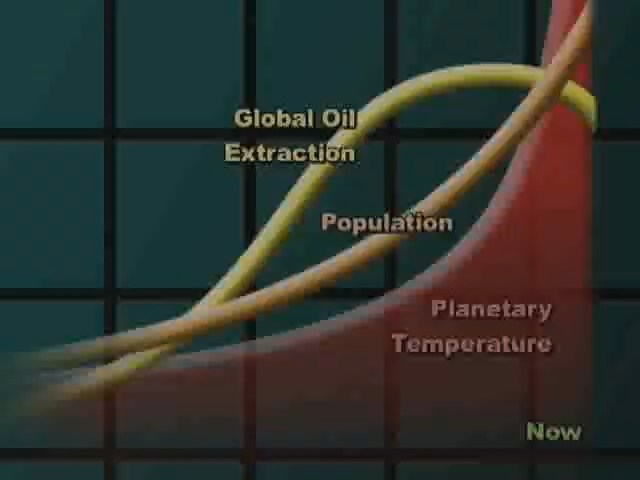 Global Oil
Extraction
Population
Planetary
Temperature
Now